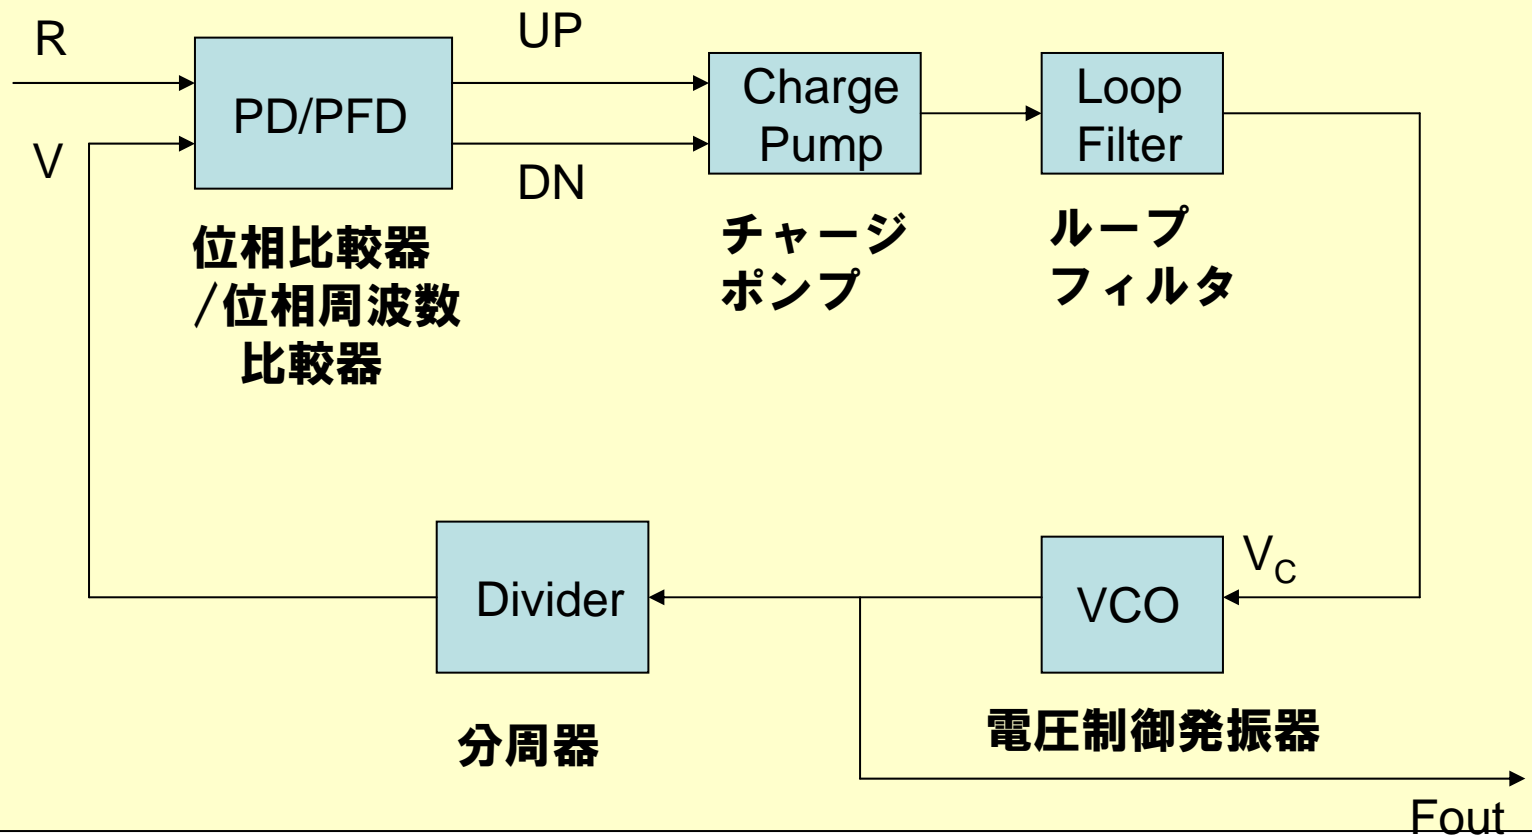 R
V
PD/PFD
位相比較器
/位相周波数
比較器
UP
DN
Charge
Pump
チャージ
ポンプ
Loop
Filter
ループ
フィルタ
Divider
分周器
VCO
電圧制御発振器
VC
Fout